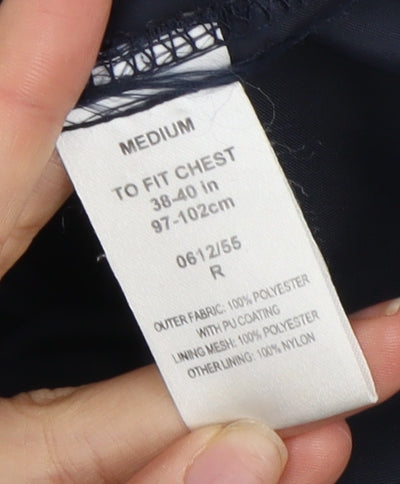 MEDIUM
TO FIT CHEST
38-40 in
97-102cm
0612/55
R
OUTER FABRIC: 100% POLYESTER
WITH PU COATING
LINING MESH: 100% POLYESTER
OTHER LINING: 100% NYLON